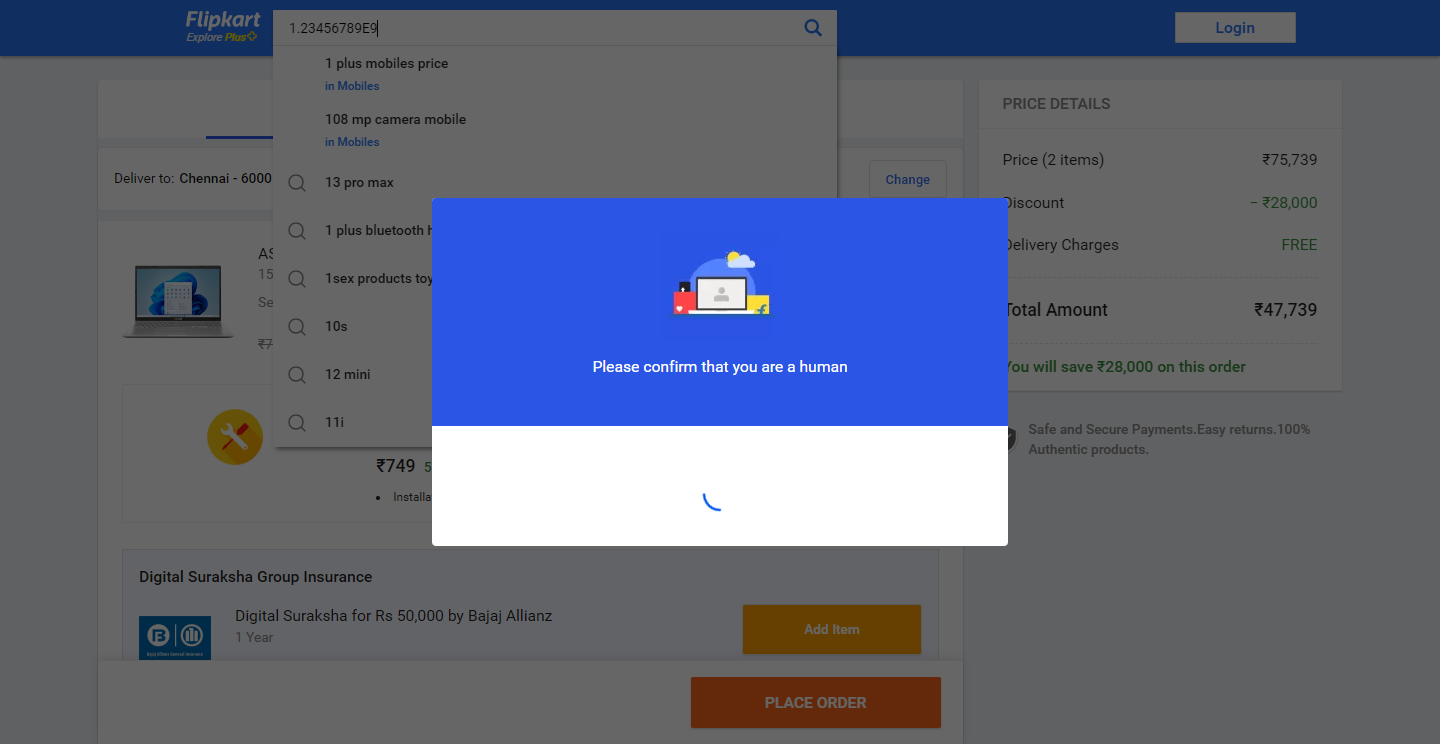 Flipkart
Explore Plus
1.23456789E9
Login
1 plus mobiles price
in Mobiles
108 mp camera mobile
in Mobiles
13 pro max
1 plus bluetooth h
1sex products toy
10s
12 mini
11i
Deliver to: Chennai - 6000
Change
AS
15
Se
₹7
₹749 5
Installa
Please confirm that you are a human
Digital Suraksha Group Insurance
Digital Suraksha for Rs 50,000 by Bajaj Allianz
1 Year
Add Item
PLACE ORDER
PRICE DETAILS
Price (2 items) ₹75,739
Discount − ₹28,000
Delivery Charges FREE
Total Amount ₹47,739
You will save ₹28,000 on this order
Safe and Secure Payments.Easy returns.100%
Authentic products.